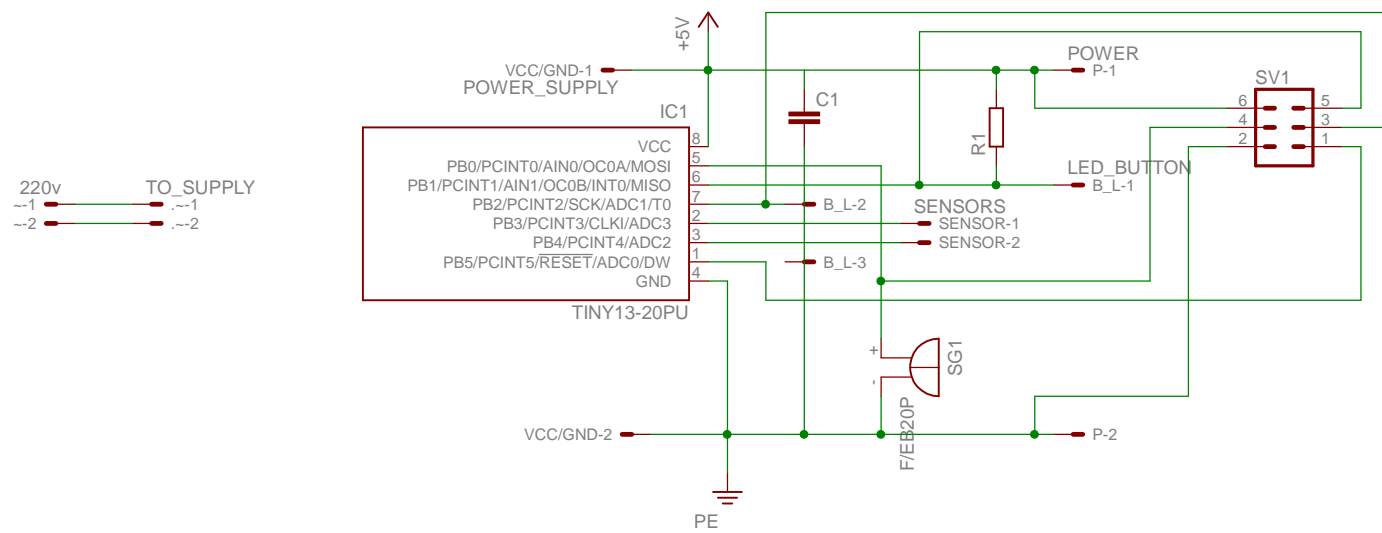 +5V
POWER
VCC/GND-1
P-1
POWER_SUPPLY
SV1
C1
IC1
6
5
4
3
2
1
R1
VCC
8
PB0/PCINT0/AIN0/OC0A/MOSI
5
PB1/PCINT1/AIN1/OC0B/INT0/MISO
6
PB2/PCINT2/SCK/ADC1/T0
7
PB3/PCINT3/CLKI/ADC3
2
PB4/PCINT4/ADC2
3
PB5/PCINT5/RESET/ADC0/DW
1
GND
4
TINY13-20PU
LED_BUTTON
B_L-1
B_L-2
SENSORS
SENSOR-1
SENSOR-2
B_L-3
220v
TO_SUPPLY
~-1
.~-1
~-2
.~-2
+
-
SG1
F/EB20P
VCC/GND-2
P-2
PE